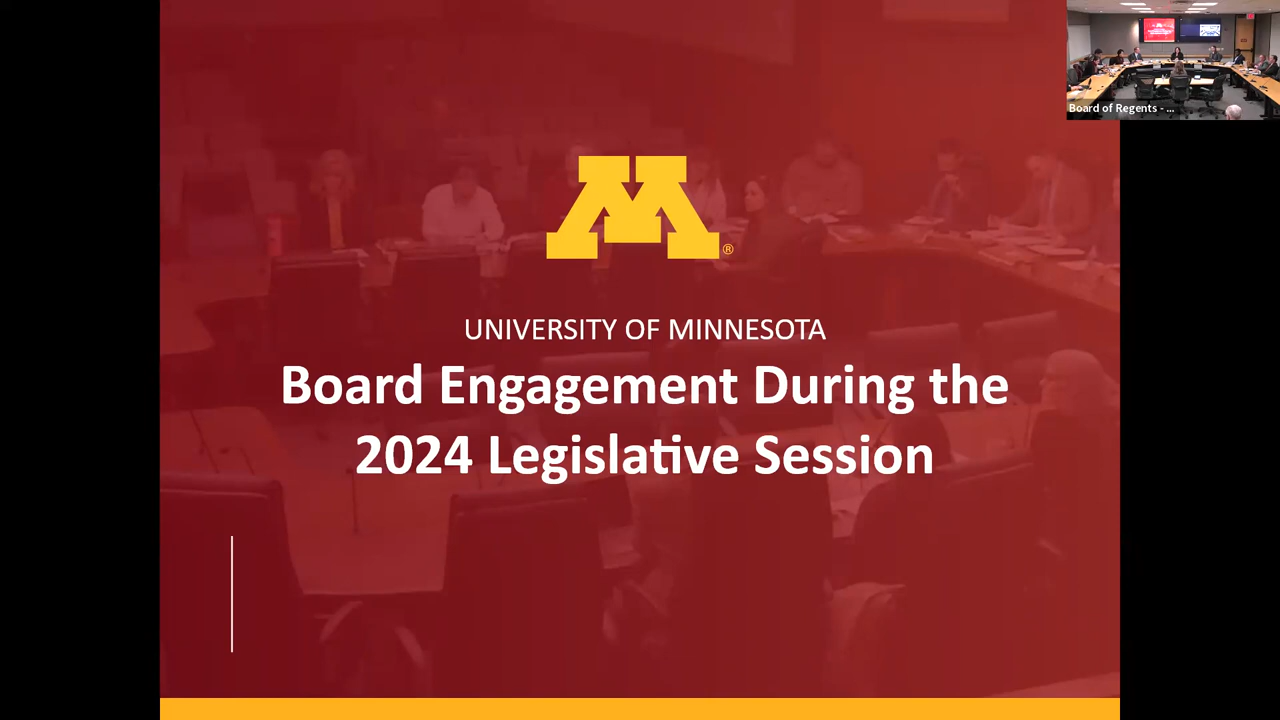 Board of Regents - ...
M®
UNIVERSITY OF MINNESOTA
Board Engagement During the
2024 Legislative Session